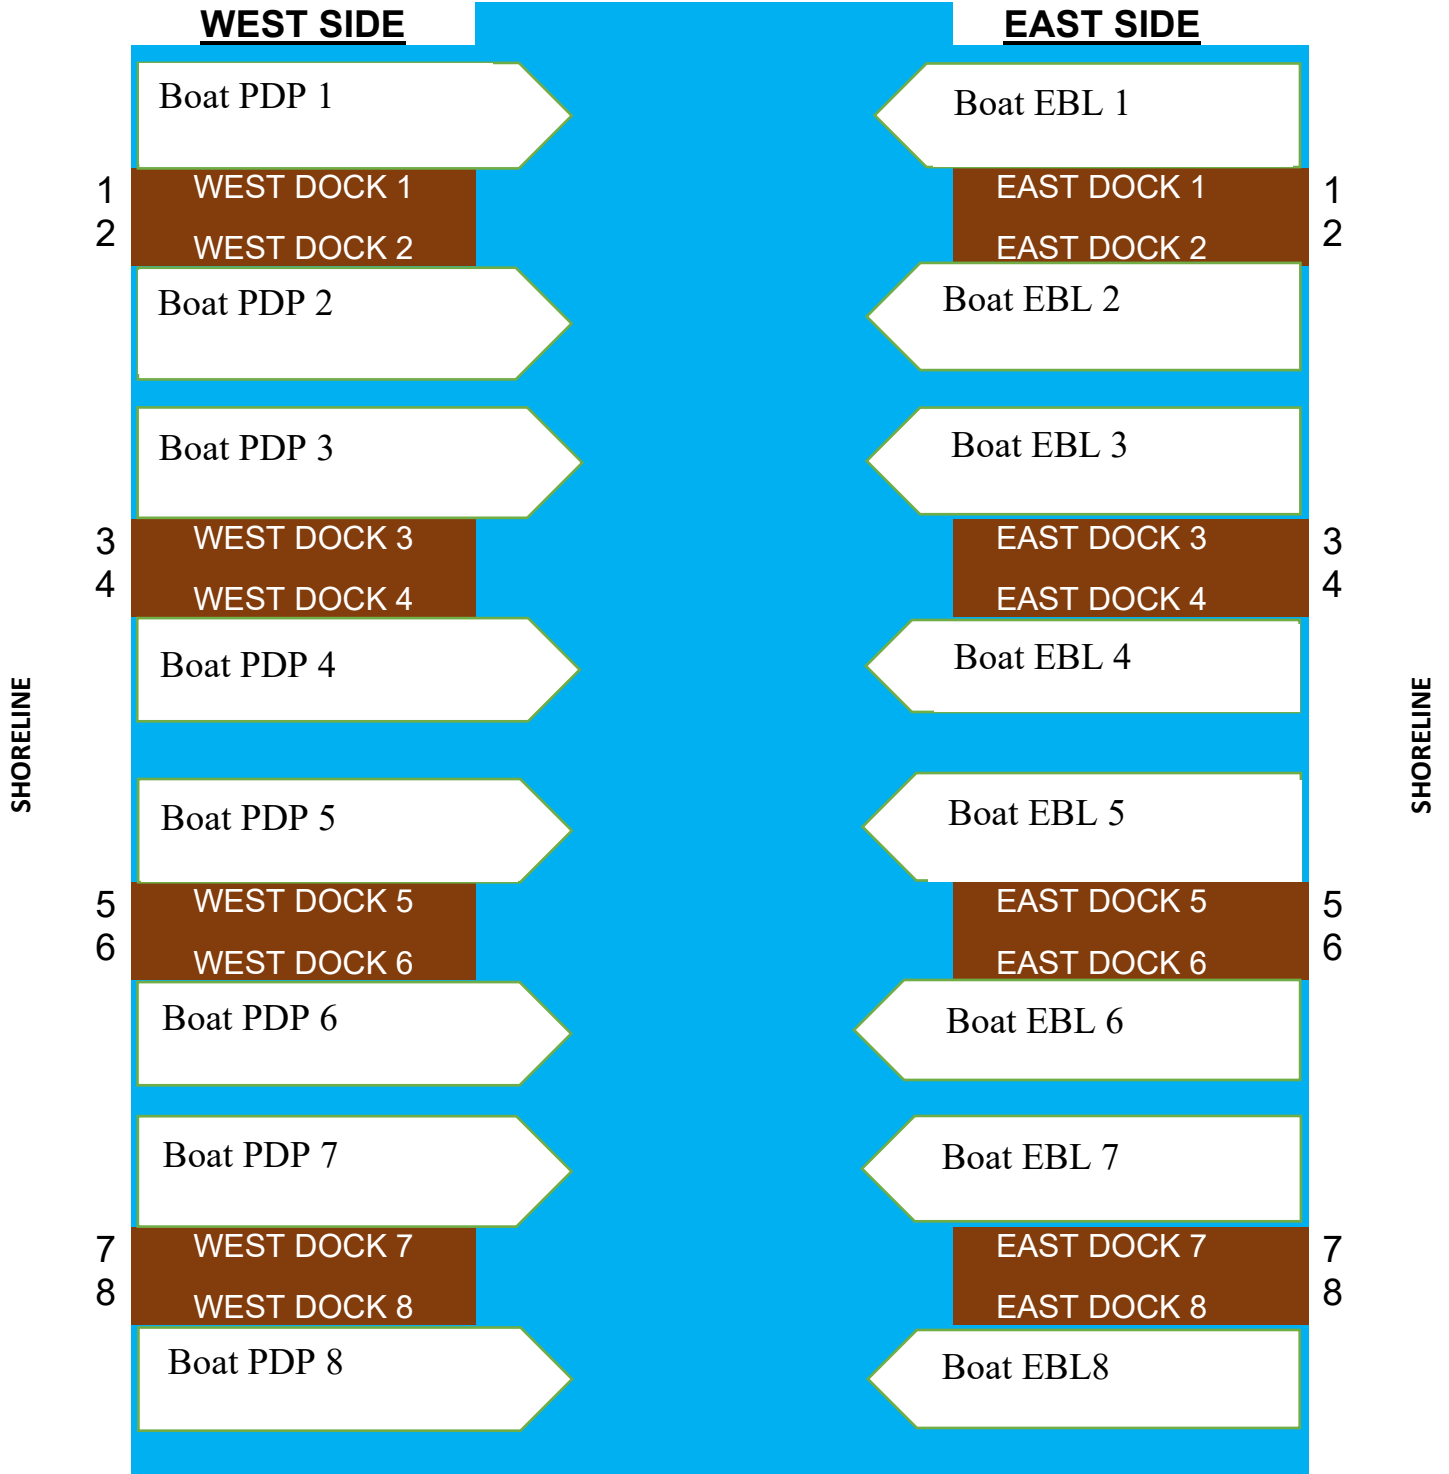 WEST SIDE
EAST SIDE
Boat PDP 1
Boat EBL 1
1
WEST DOCK 1
EAST DOCK 1
1
2
WEST DOCK 2
EAST DOCK 2
2
Boat PDP 2
Boat EBL 2
Boat PDP 3
Boat EBL 3
3
WEST DOCK 3
EAST DOCK 3
3
4
WEST DOCK 4
EAST DOCK 4
4
Boat PDP 4
Boat EBL 4
SHORELINE
SHORELINE
Boat PDP 5
Boat EBL 5
5
WEST DOCK 5
EAST DOCK 5
5
6
WEST DOCK 6
EAST DOCK 6
6
Boat PDP 6
Boat EBL 6
Boat PDP 7
Boat EBL 7
7
WEST DOCK 7
EAST DOCK 7
7
8
WEST DOCK 8
EAST DOCK 8
8
Boat PDP 8
Boat EBL8